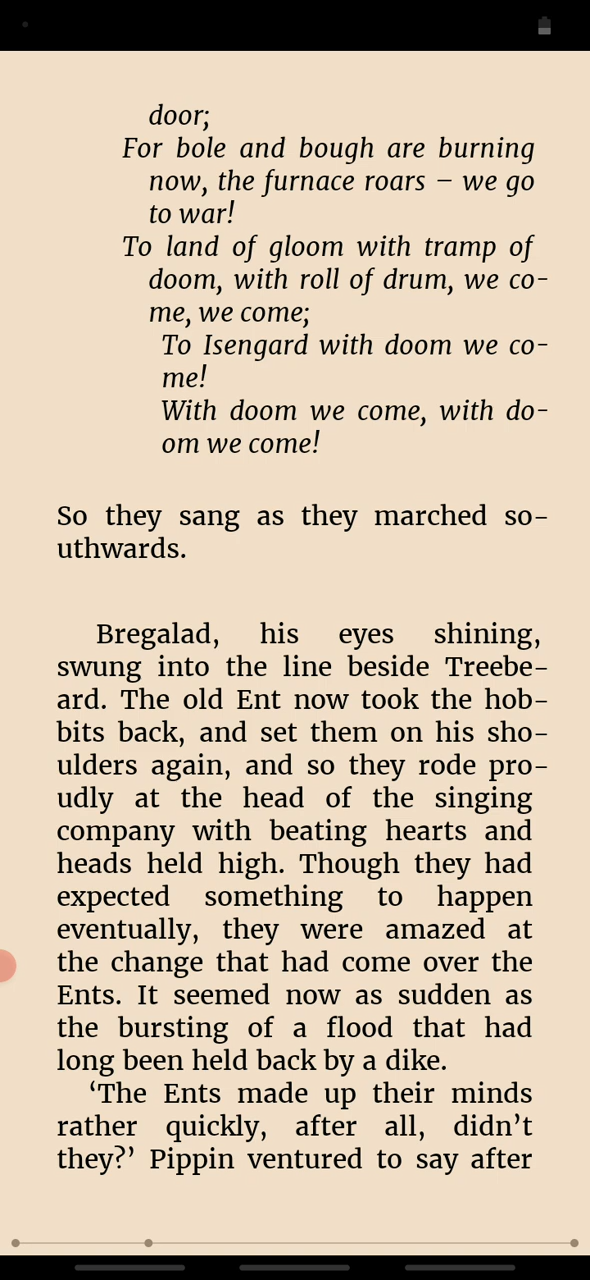 door;
For bole and bough are burning
now, the furnace roars – we go
to war!
To land of gloom with tramp of
doom, with roll of drum, we co-
me, we come;
To Isengard with doom we co-
me!
With doom we come, with do-
om we come!
So they sang as they marched so-
uthwards.
Bregalad, his eyes shining,
swung into the line beside Treebe-
ard. The old Ent now took the hob-
bits back, and set them on his sho-
ulders again, and so they rode pro-
udly at the head of the singing
company with beating hearts and
heads held high. Though they had
expected something to happen
eventually, they were amazed at
the change that had come over the
Ents. It seemed now as sudden as
the bursting of a flood that had
long been held back by a dike.
‘The Ents made up their minds
rather quickly, after all, didn’t
they?’ Pippin ventured to say after